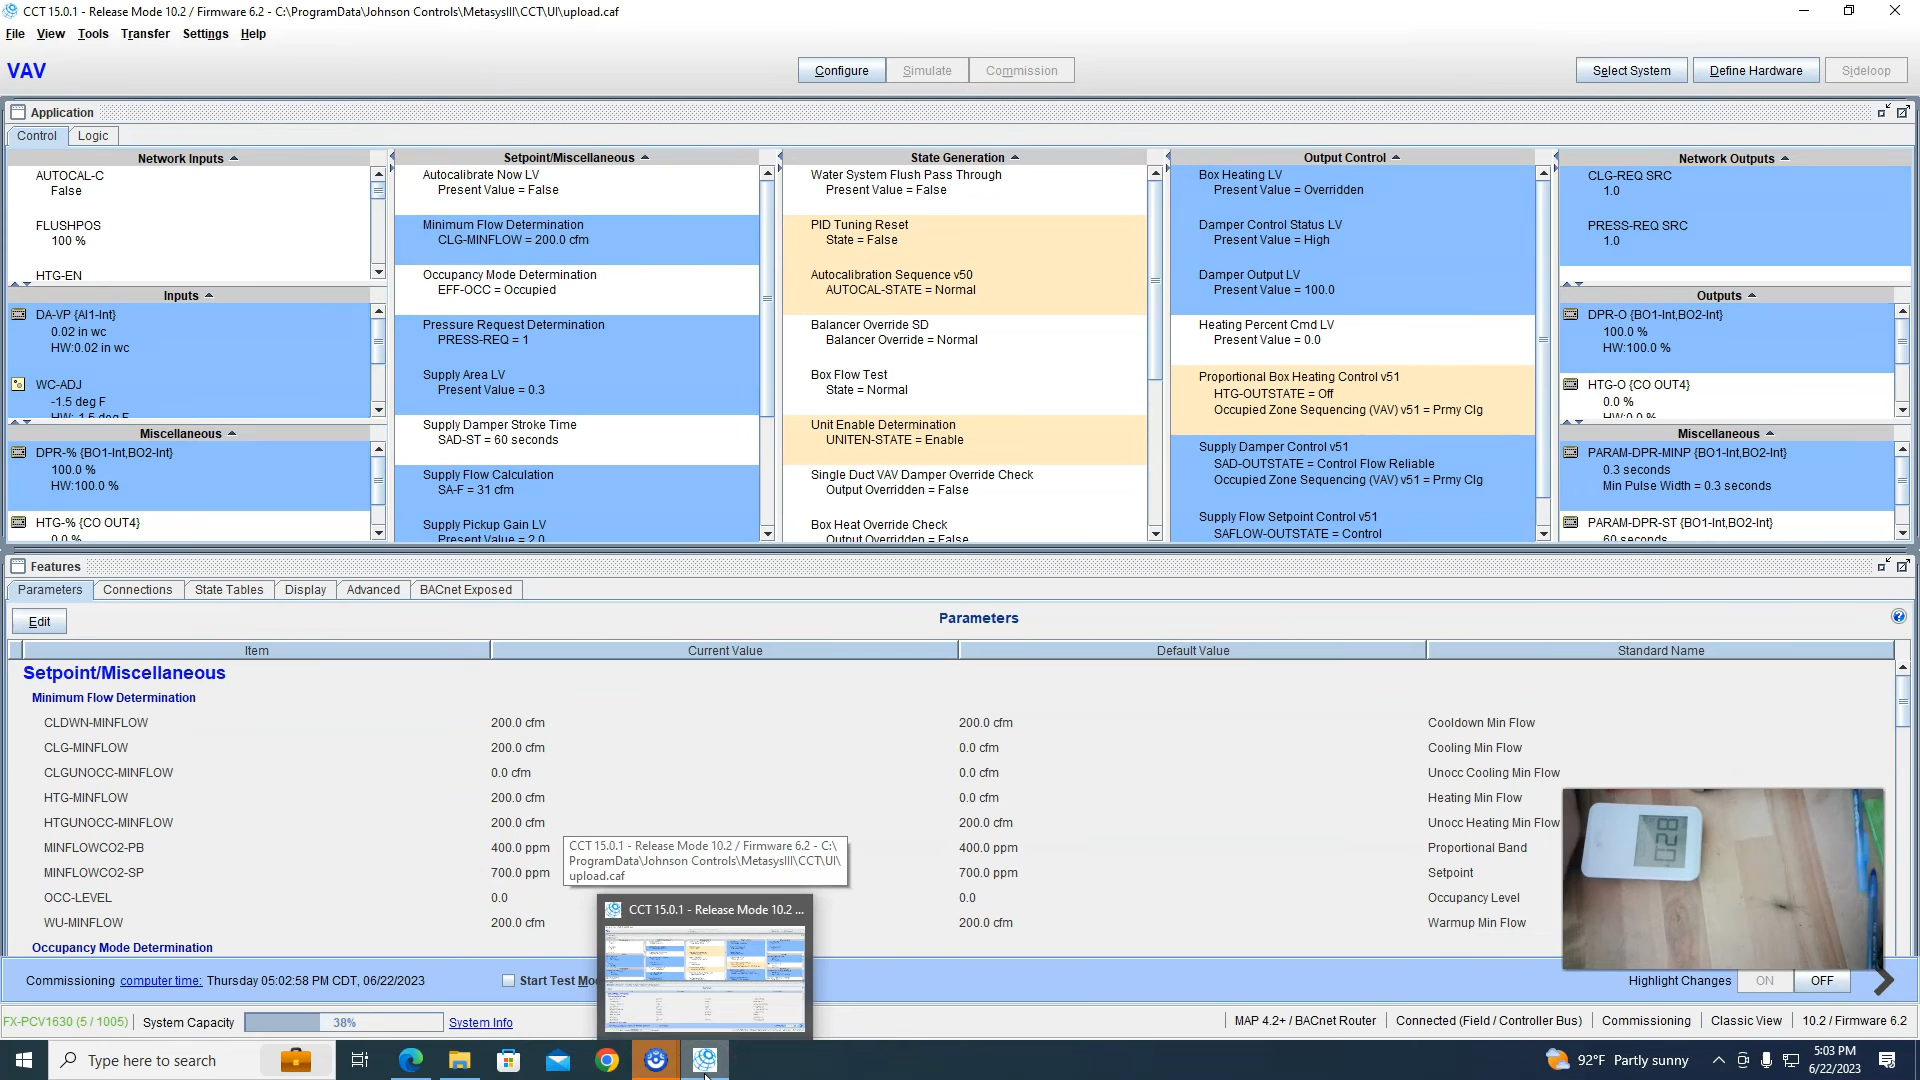 CCT 15.0.1 - Release Mode 10.2 / Firmware 6.2 - C:\ProgramData\Johnson Controls\MetasysIII\CCT\UI\upload.caf
File View Tools Transfer Settings Help
VAV
Configure Simulate Commission
Select System Define Hardware Sideloop
Application
Control Logic
Network Inputs
AUTOCAL-C
False
FLUSHPOS
100 %
HTG-EN
Inputs
DA-VP {AI1-Int}
0.02 in wc
HW:0.02 in wc
WC-ADJ
-1.5 deg F
HW:-1.5 deg F
Miscellaneous
DPR-% {BO1-Int,BO2-Int}
100.0 %
HW:100.0 %
HTG-% {CO OUT4}
0.0 %
Setpoint/Miscellaneous
Autocalibrate Now LV
Present Value = False
Minimum Flow Determination
CLG-MINFLOW = 200.0 cfm
Occupancy Mode Determination
EFF-OCC = Occupied
Pressure Request Determination
PRESS-REQ = 1
Supply Area LV
Present Value = 0.3
Supply Damper Stroke Time
SAD-ST = 60 seconds
Supply Flow Calculation
SA-F = 31 cfm
Supply Pickup Gain LV
Present Value = 2.0
State Generation
Water System Flush Pass Through
Present Value = False
PID Tuning Reset
State = False
Autocalibration Sequence v50
AUTOCAL-STATE = Normal
Balancer Override SD
Balancer Override = Normal
Box Flow Test
State = Normal
Unit Enable Determination
UNITEN-STATE = Enable
Single Duct VAV Damper Override Check
Output Overridden = False
Box Heat Override Check
Output Overridden = False
Output Control
Box Heating LV
Present Value = Overridden
Damper Control Status LV
Present Value = High
Damper Output LV
Present Value = 100.0
Heating Percent Cmd LV
Present Value = 0.0
Proportional Box Heating Control v51
HTG-OUTSTATE = Off
Occupied Zone Sequencing (VAV) v51 = Prmy Clg
Supply Damper Control v51
SAD-OUTSTATE = Control Flow Reliable
Occupied Zone Sequencing (VAV) v51 = Prmy Clg
Supply Flow Setpoint Control v51
SAFLOW-OUTSTATE = Control
Network Outputs
CLG-REQ SRC
1.0
PRESS-REQ SRC
1.0
Outputs
DPR-O {BO1-Int,BO2-Int}
100.0 %
HW:100.0 %
HTG-O {CO OUT4}
0.0 %
HW:0.0 %
Miscellaneous
PARAM-DPR-MINP {BO1-Int,BO2-Int}
0.3 seconds
Min Pulse Width = 0.3 seconds
PARAM-DPR-ST {BO1-Int,BO2-Int}
60 seconds
Features
Parameters Connections State Tables Display Advanced BACnet Exposed
Edit
Parameters
Item Current Value Default Value Standard Name
Setpoint/Miscellaneous
Minimum Flow Determination
CLDWN-MINFLOW 200.0 cfm 200.0 cfm Cooldown Min Flow
CLG-MINFLOW 200.0 cfm 0.0 cfm Cooling Min Flow
CLGUNOCC-MINFLOW 0.0 cfm 0.0 cfm Unocc Cooling Min Flow
HTG-MINFLOW 200.0 cfm 0.0 cfm Heating Min Flow
HTGUNOCC-MINFLOW 200.0 cfm 200.0 cfm Unocc Heating Min Flow
MINFLOWCO2-PB 400.0 ppm 400.0 ppm Proportional Band
MINFLOWCO2-SP 700.0 ppm 700.0 ppm Setpoint
OCC-LEVEL 0.0 0.0 Occupancy Level
WU-MINFLOW 200.0 cfm 200.0 cfm Warmup Min Flow
Occupancy Mode Determination
CCT 15.0.1 - Release Mode 10.2 / Firmware 6.2 - C:\
ProgramData\Johnson Controls\MetasysIII\CCT\UI\
upload.caf
CCT 15.0.1 - Release Mode 10.2 ...
Commissioning computer time: Thursday 05:02:58 PM CDT, 06/22/2023
Start Test Mo
Highlight Changes ON OFF
FX-PCV1630 (5 / 1005) System Capacity 38% System Info
MAP 4.2+ / BACnet Router Connected (Field / Controller Bus) Commissioning Classic View 10.2 / Firmware 6.2
Type here to search
92°F Partly sunny
5:03 PM
6/22/2023